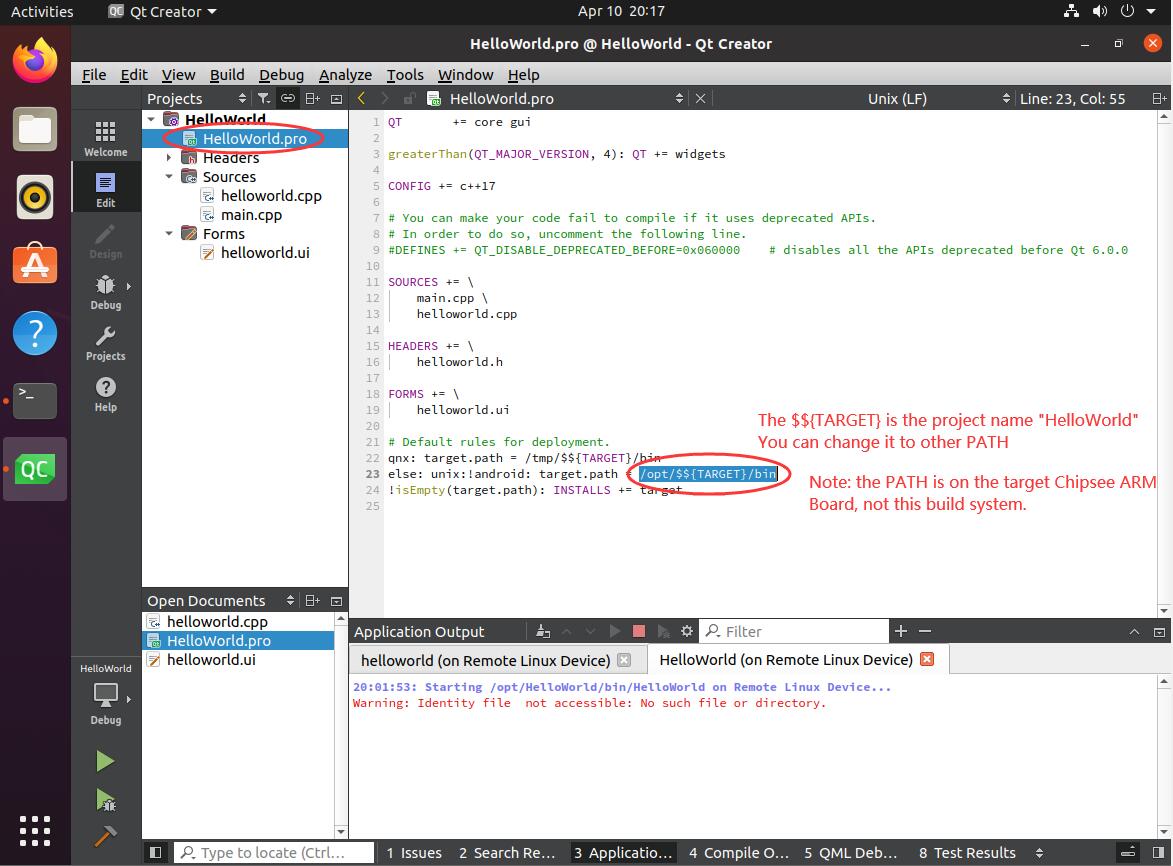 Activities
Qt Creator
Apr 10 20:17
HelloWorld.pro @ HelloWorld - Qt Creator
File Edit View Build Debug Analyze Tools Window Help
Projects
HelloWorld.pro
Unix (LF)
Line: 23, Col: 55
Welcome
Edit
Design
Debug
Projects
Help
HelloWorld
HelloWorld.pro
Headers
Sources
helloworld.cpp
main.cpp
Forms
helloworld.ui
1 QT += core gui
2
3 greaterThan(QT_MAJOR_VERSION, 4): QT += widgets
4
5 CONFIG += c++17
6
7 # You can make your code fail to compile if it uses deprecated APIs.
8 # In order to do so, uncomment the following line.
9 #DEFINES += QT_DISABLE_DEPRECATED_BEFORE=0x060000 # disables all the APIs deprecated before Qt 6.0.0
10
11 SOURCES += \
12 main.cpp \
13 helloworld.cpp
14
15 HEADERS += \
16 helloworld.h
17
18 FORMS += \
19 helloworld.ui
20
21 # Default rules for deployment.
22 qnx: target.path = /tmp/$${TARGET}/bin
23 else: unix:!android: target.path = /opt/$${TARGET}/bin
24 !isEmpty(target.path): INSTALLS += target
25
The $${TARGET} is the project name "HelloWorld"
You can change it to other PATH
Note: the PATH is on the target Chipsee ARM
Board, not this build system.
Open Documents
helloworld.cpp
HelloWorld.pro
helloworld.ui
HelloWorld
Debug
Application Output
Filter
helloworld (on Remote Linux Device)
HelloWorld (on Remote Linux Device)
20:01:53: Starting /opt/HelloWorld/bin/HelloWorld on Remote Linux Device...
Warning: Identity file not accessible: No such file or directory.
Type to locate (Ctrl...
1 Issues
2 Search Re...
3 Applicatio...
4 Compile O...
5 QML Deb...
8 Test Results